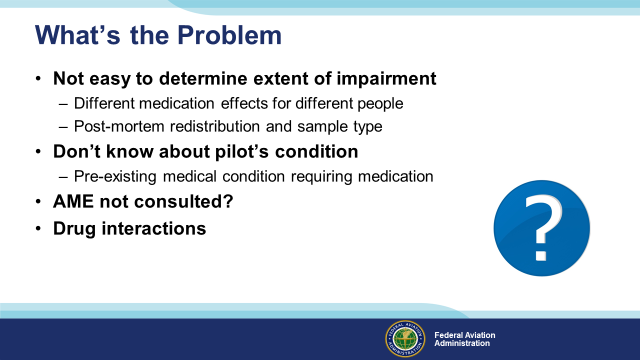 What's the Problem
• Not easy to determine extent of impairment
– Different medication effects for different people
– Post-mortem redistribution and sample type
• Don't know about pilot's condition
– Pre-existing medical condition requiring medication
• AME not consulted?
• Drug interactions
?
Federal Aviation
Administration